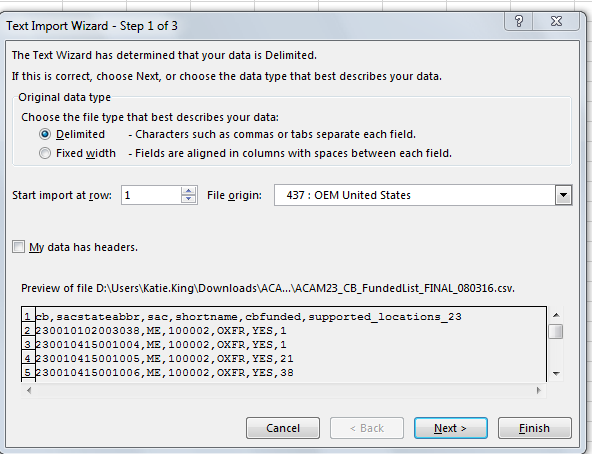 Text Import Wizard - Step 1 of 3
The Text Wizard has determined that your data is Delimited.
If this is correct, choose Next, or choose the data type that best describes your data.
Original data type
Choose the file type that best describes your data:
Delimited - Characters such as commas or tabs separate each field.
Fixed width - Fields are aligned in columns with spaces between each field.
Start import at row: 1 File origin: 437 : OEM United States
My data has headers.
Preview of file D:\Users\Katie.King\Downloads\ACA...\ACAM23_CB_FundedList_FINAL_080316.csv.
1 cb,sacstateabbr,sac,shortname,cbfunded,supported_locations_23
2 230010102003038,ME,100002,OXFR,YES,1
3 230010415001004,ME,100002,OXFR,YES,1
4 230010415001005,ME,100002,OXFR,YES,21
5 230010415001006,ME,100002,OXFR,YES,38
Cancel < Back Next > Finish